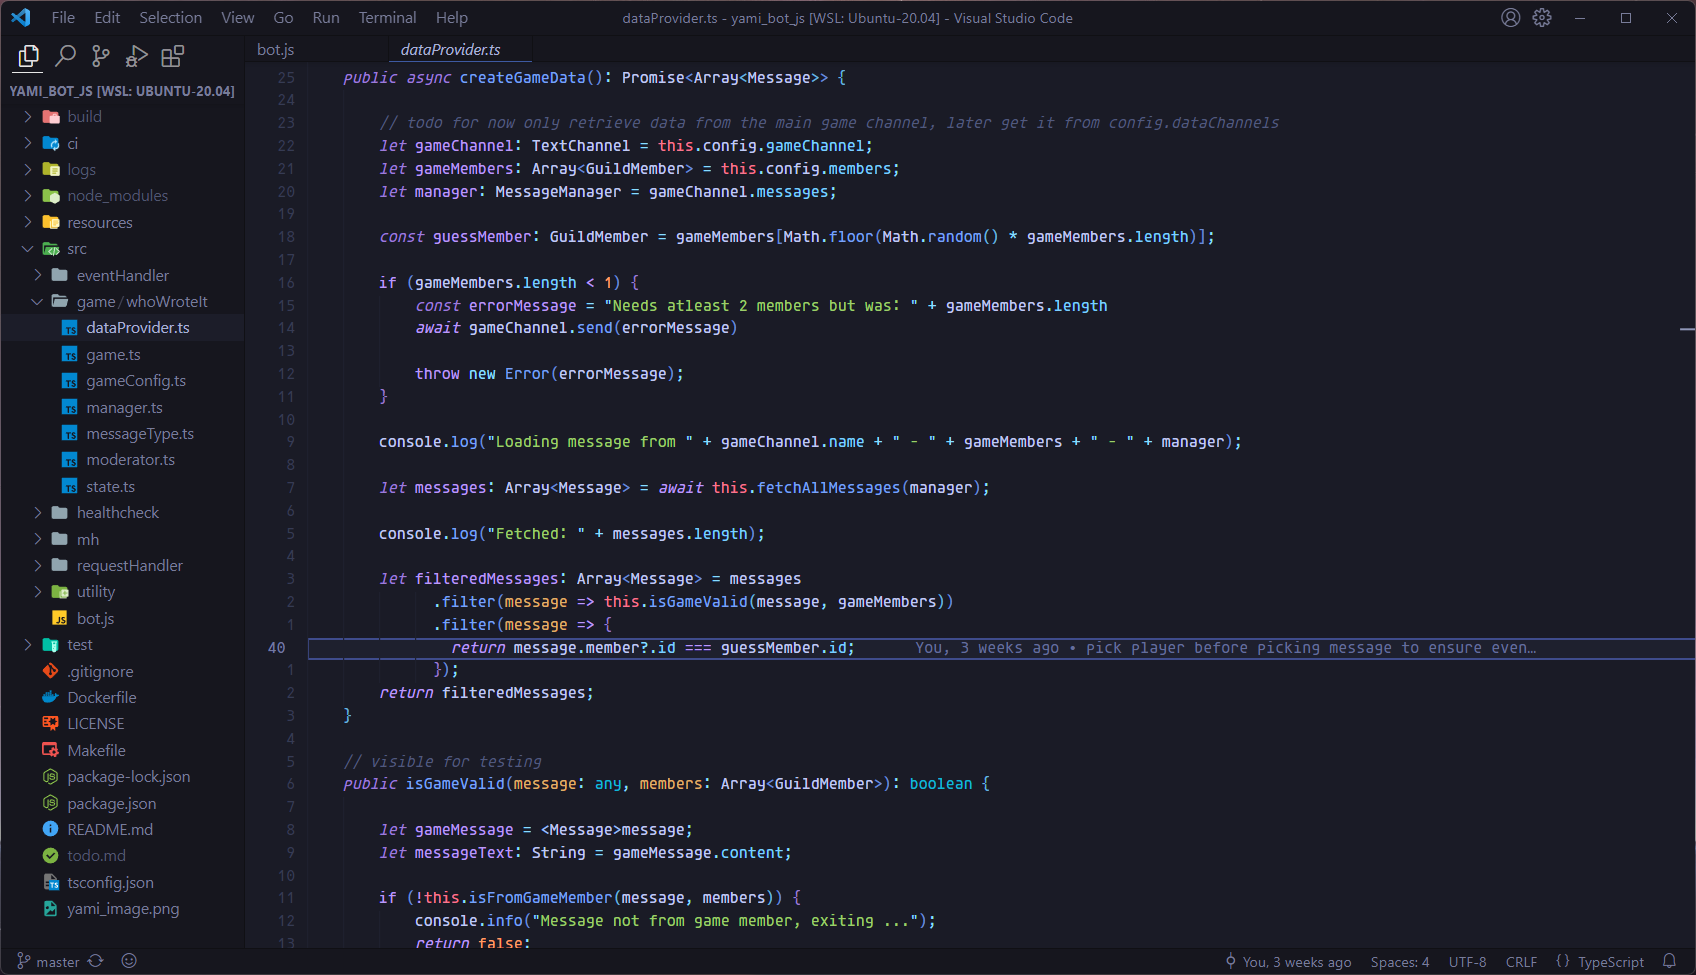 File Edit Selection View Go Run Terminal Help
dataProvider.ts - yami_bot_js [WSL: Ubuntu-20.04] - Visual Studio Code
YAMI_BOT_JS [WSL: UBUNTU-20.04]
build
ci
logs
node_modules
resources
src
eventHandler
game/whoWroteIt
dataProvider.ts
game.ts
gameConfig.ts
manager.ts
messageType.ts
moderator.ts
state.ts
healthcheck
mh
requestHandler
utility
bot.js
test
.gitignore
Dockerfile
LICENSE
Makefile
package-lock.json
package.json
README.md
todo.md
tsconfig.json
yami_image.png
bot.js dataProvider.ts
25 public async createGameData(): Promise<Array<Message>> {
24
23 // todo for now only retrieve data from the main game channel, later get it from config.dataChannels
22 let gameChannel: TextChannel = this.config.gameChannel;
21 let gameMembers: Array<GuildMember> = this.config.members;
20 let manager: MessageManager = gameChannel.messages;
19
18 const guessMember: GuildMember = gameMembers[Math.floor(Math.random() * gameMembers.length)];
17
16 if (gameMembers.length < 1) {
15 const errorMessage = "Needs atleast 2 members but was: " + gameMembers.length
14 await gameChannel.send(errorMessage)
13
12 throw new Error(errorMessage);
11 }
10
9 console.log("Loading message from " + gameChannel.name + " - " + gameMembers + " - " + manager);
8
7 let messages: Array<Message> = await this.fetchAllMessages(manager);
6
5 console.log("Fetched: " + messages.length);
4
3 let filteredMessages: Array<Message> = messages
2 .filter(message => this.isGameValid(message, gameMembers))
1 .filter(message => {
40 return message.member?.id === guessMember.id; You, 3 weeks ago • pick player before picking message to ensure even…
1 });
2 return filteredMessages;
3 }
4
5 // visible for testing
6 public isGameValid(message: any, members: Array<GuildMember>): boolean {
7
8 let gameMessage = <Message>message;
9 let messageText: String = gameMessage.content;
10
11 if (!this.isFromGameMember(message, members)) {
12 console.info("Message not from game member, exiting ...");
13 return false;
master
You, 3 weeks ago Spaces: 4 UTF-8 CRLF {} TypeScript